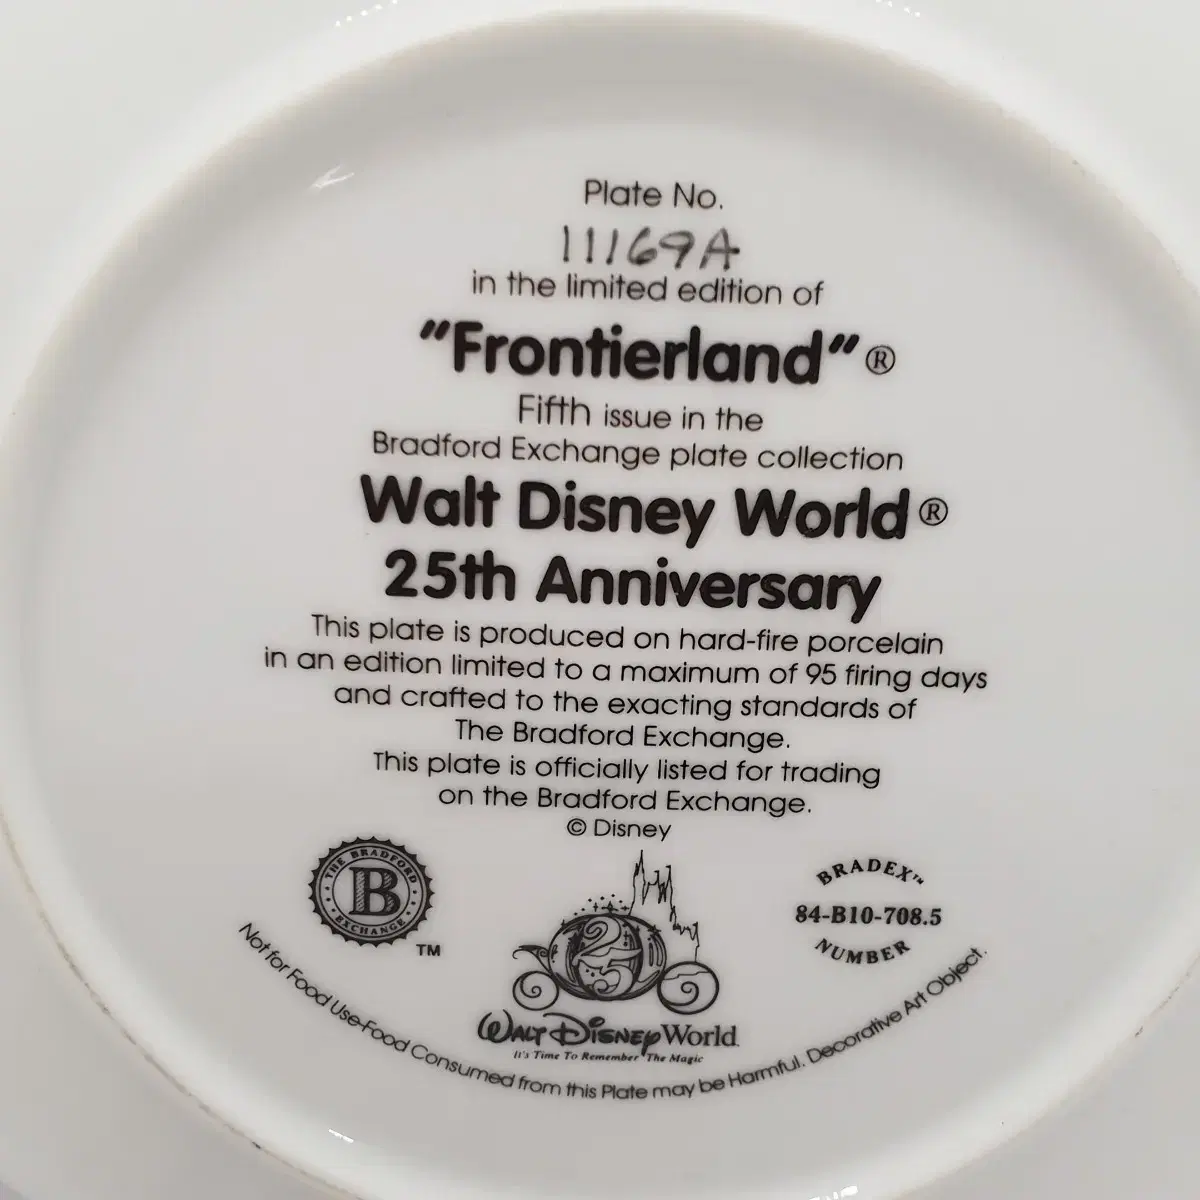 Plate No.
11169A
in the limited edition of
"Frontierland"®
Fifth issue in the
Bradford Exchange plate collection
Walt Disney World®
25th Anniversary
This plate is produced on hard-fire porcelain
in an edition limited to a maximum of 95 firing days
and crafted to the exacting standards of
The Bradford Exchange.
This plate is officially listed for trading
on the Bradford Exchange.
© Disney
THE BRADFORD
B
EXCHANGE
TM
25
WALT DISNEY World
It's Time To Remember The Magic
BRADEX™
84-B10-708.5
NUMBER
Not for Food Use-Food Consumed from this Plate may be Harmful. Decorative Art Object.